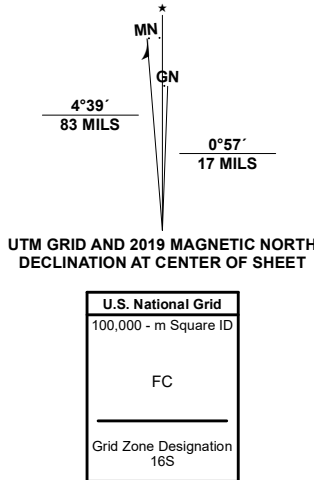 ★
MN
GN
4°39´
83 MILS
0°57´
17 MILS
UTM GRID AND 2019 MAGNETIC NORTH
DECLINATION AT CENTER OF SHEET
U.S. National Grid
100,000 - m Square ID
FC
Grid Zone Designation
16S